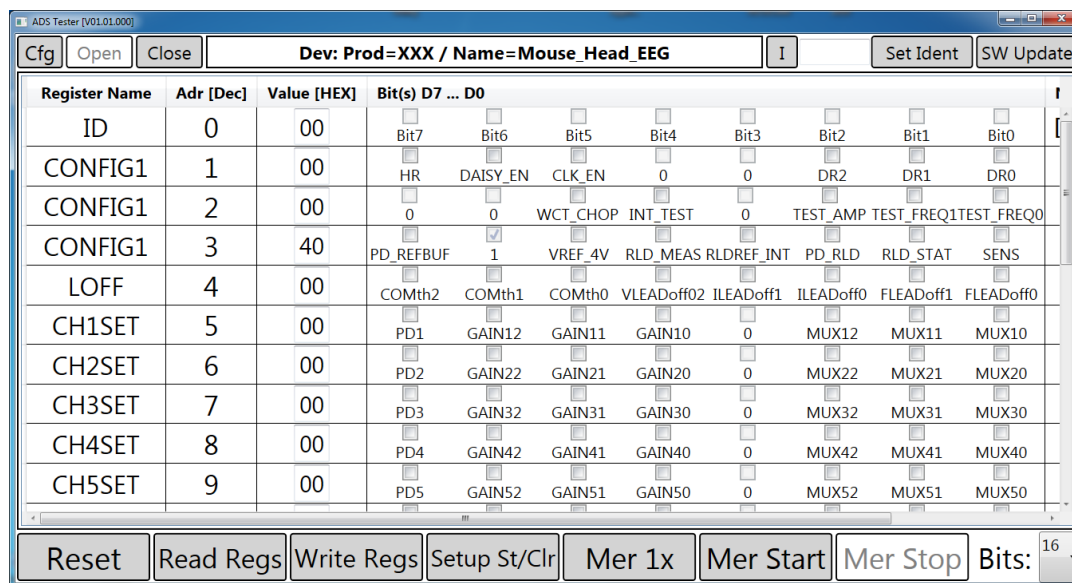 ADS Tester [V01.01.000]
Cfg Open Close Dev: Prod=XXX / Name=Mouse_Head_EEG I Set Ident SW Update
Register Name Adr [Dec] Value [HEX] Bit(s) D7 ... D0
ID 0 00 Bit7 Bit6 Bit5 Bit4 Bit3 Bit2 Bit1 Bit0
CONFIG1 1 00 HR DAISY_EN CLK_EN 0 0 DR2 DR1 DR0
CONFIG1 2 00 0 0 WCT_CHOP INT_TEST 0 TEST_AMP TEST_FREQ1 TEST_FREQ0
CONFIG1 3 40 PD_REFBUF 1 VREF_4V RLD_MEAS RLDREF_INT PD_RLD RLD_STAT SENS
LOFF 4 00 COMth2 COMth1 COMth0 VLEADoff02 ILEADoff1 ILEADoff0 FLEADoff1 FLEADoff0
CH1SET 5 00 PD1 GAIN12 GAIN11 GAIN10 0 MUX12 MUX11 MUX10
CH2SET 6 00 PD2 GAIN22 GAIN21 GAIN20 0 MUX22 MUX21 MUX20
CH3SET 7 00 PD3 GAIN32 GAIN31 GAIN30 0 MUX32 MUX31 MUX30
CH4SET 8 00 PD4 GAIN42 GAIN41 GAIN40 0 MUX42 MUX41 MUX40
CH5SET 9 00 PD5 GAIN52 GAIN51 GAIN50 0 MUX52 MUX51 MUX50
Reset Read Regs Write Regs Setup St/Clr Mer 1x Mer Start Mer Stop Bits: 16